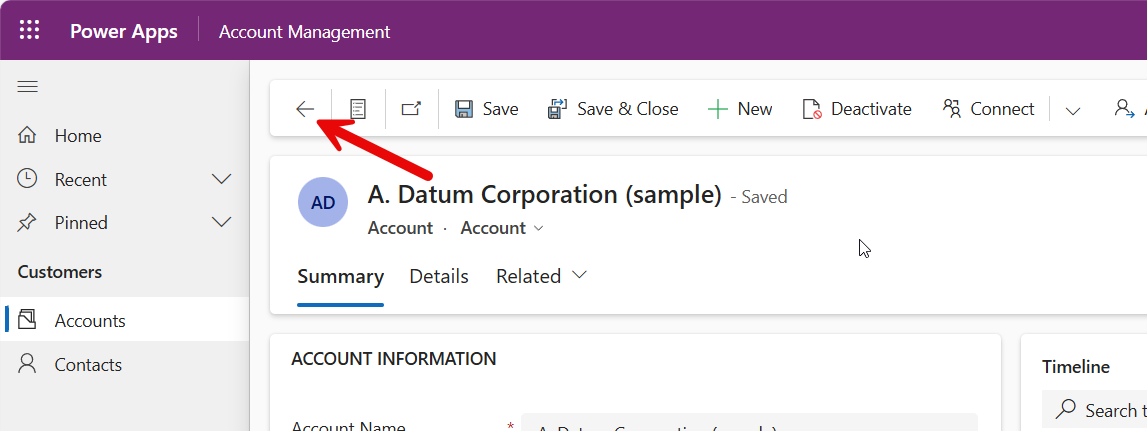 Power Apps
Account Management
Save
Save & Close
New
Deactivate
Connect
Home
Recent
Pinned
Customers
Accounts
Contacts
AD
A. Datum Corporation (sample) - Saved
Account · Account
Summary
Details
Related
ACCOUNT INFORMATION
Account Name *
Timeline
Search